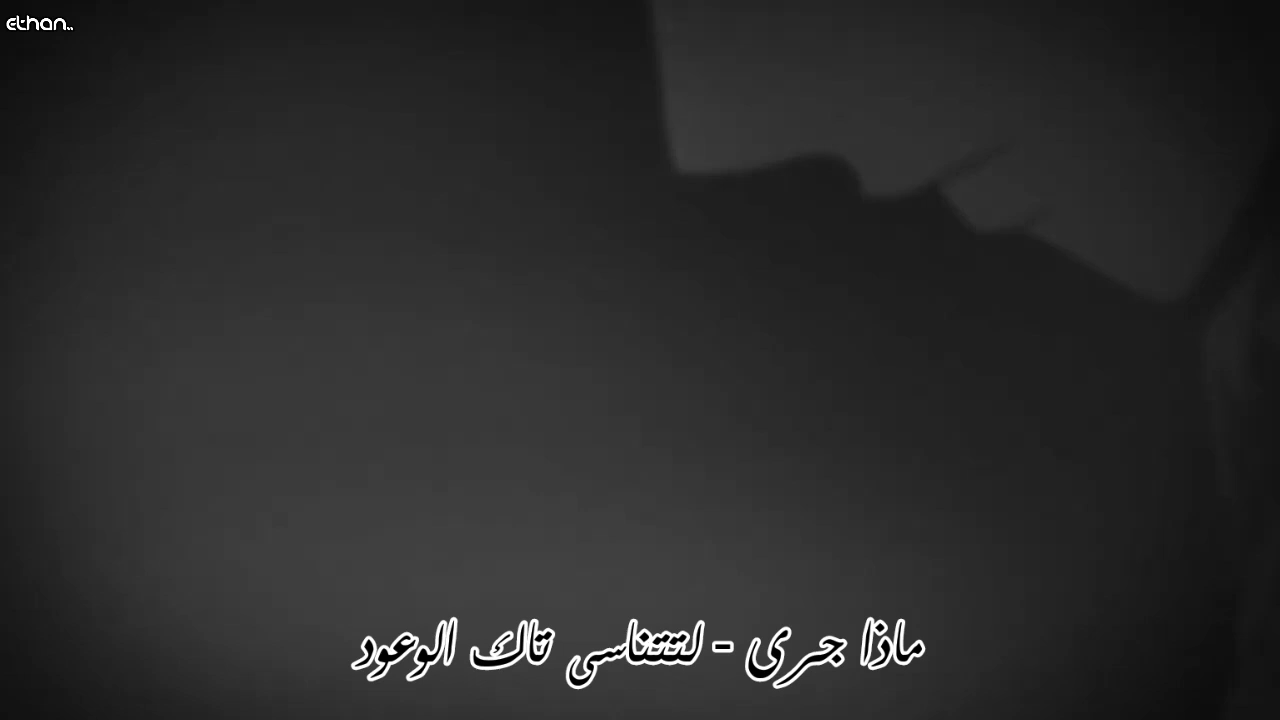 ethan..
ماذا جرى - لتتناسى تلك الوعود